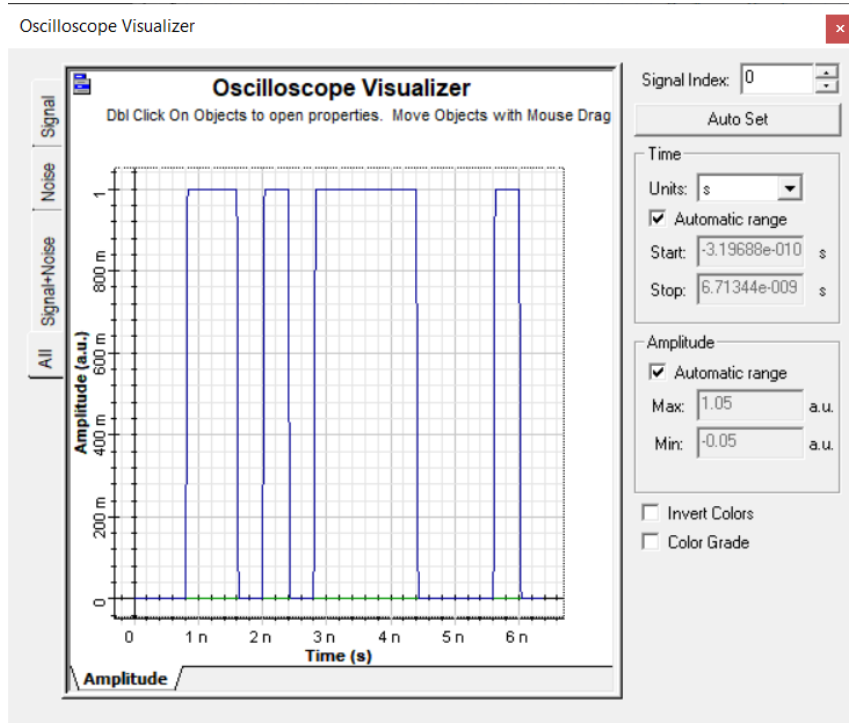 Oscilloscope Visualizer
Oscilloscope Visualizer
Dbl Click On Objects to open properties.  Move Objects with Mouse Drag
Signal
Noise
Signal+Noise
All
Amplitude (a.u.)
1
800 m
600 m
400 m
200 m
0
0 1 n 2 n 3 n 4 n 5 n 6 n
Time (s)
Amplitude
Signal Index: 0
Auto Set
Time
Units: s
Automatic range
Start: -3.19688e-010 s
Stop: 6.71344e-009 s
Amplitude
Automatic range
Max: 1.05 a.u.
Min: -0.05 a.u.
Invert Colors
Color Grade